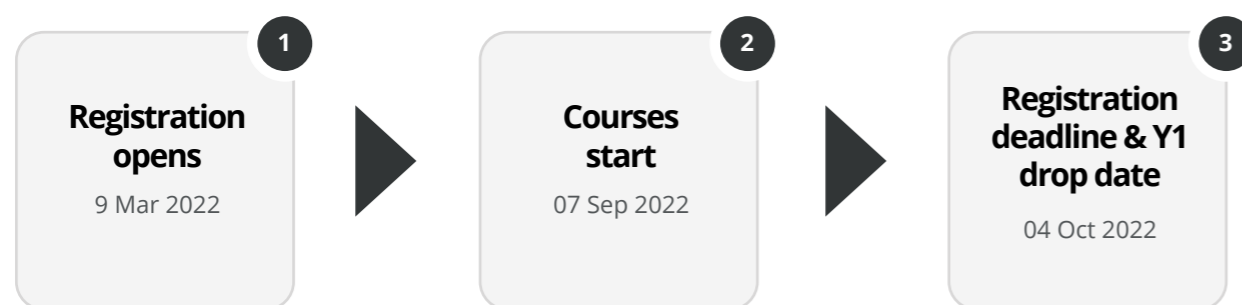 1
Registration
opens
9 Mar 2022
2
Courses
start
07 Sep 2022
3
Registration
deadline & Y1
drop date
04 Oct 2022